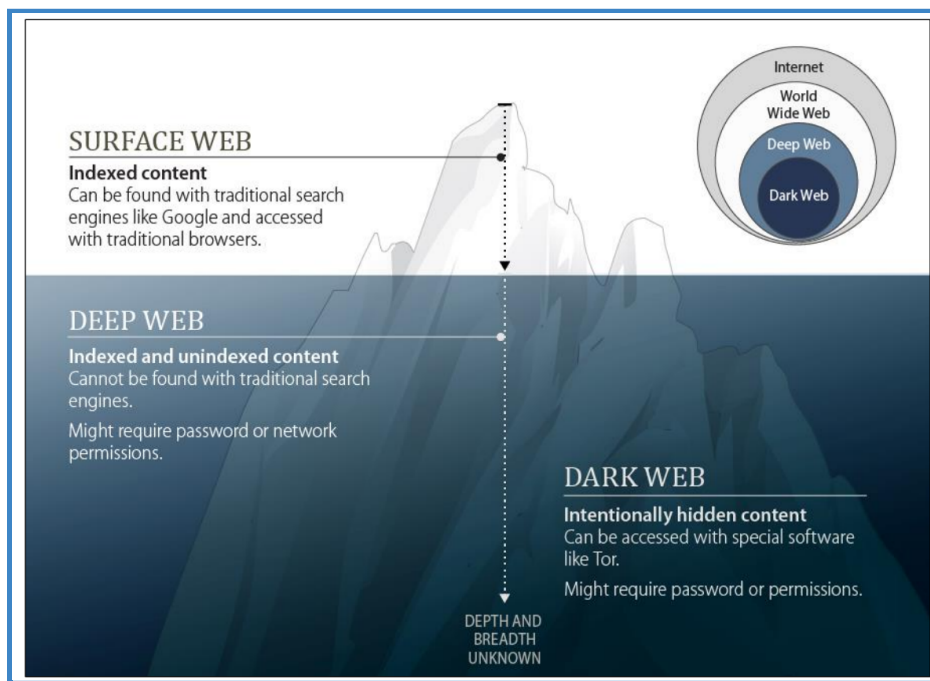 SURFACE WEB
Indexed content
Can be found with traditional search
engines like Google and accessed
with traditional browsers.
Internet
World
Wide Web
Deep Web
Dark Web
DEEP WEB
Indexed and unindexed content
Cannot be found with traditional search
engines.
Might require password or network
permissions.
DARK WEB
Intentionally hidden content
Can be accessed with special software
like Tor.
Might require password or permissions.
DEPTH AND
BREADTH
UNKNOWN